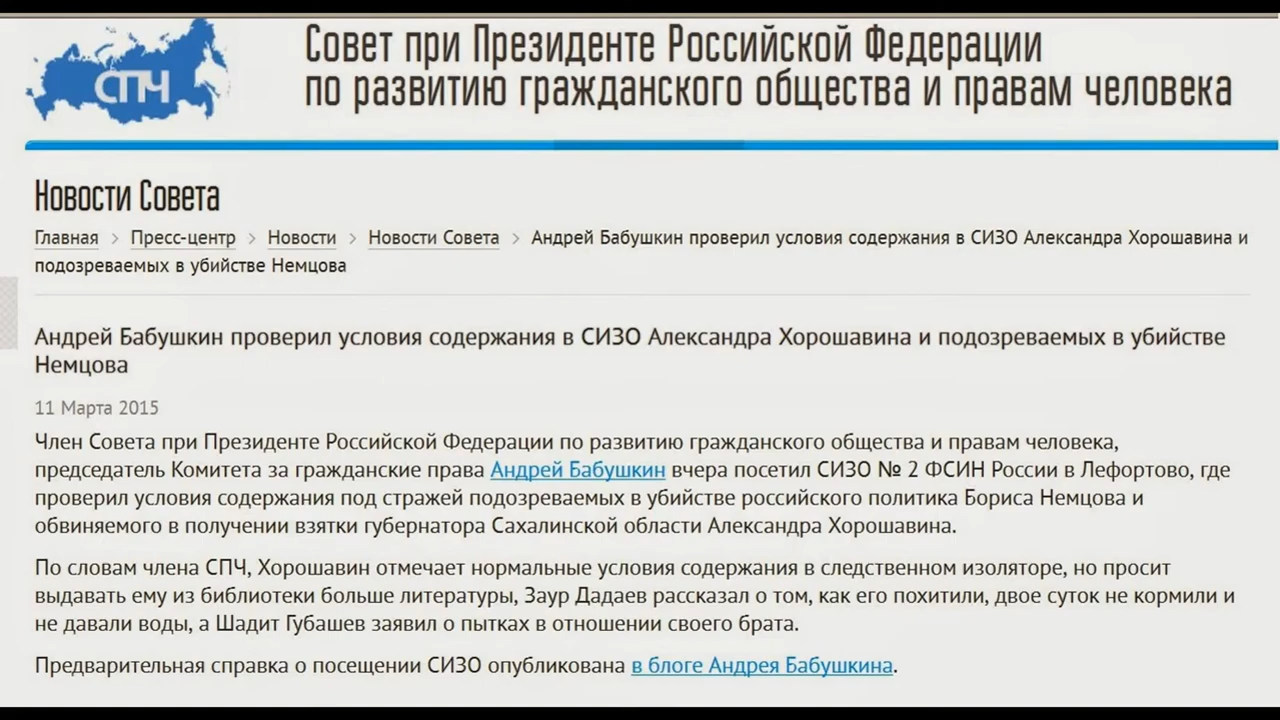 СПЧ
Совет при Президенте Российской Федерации
по развитию гражданского общества и правам человека
Новости Совета
Главная > Пресс-центр > Новости > Новости Совета > Андрей Бабушкин проверил условия содержания в СИЗО Александра Хорошавина и
подозреваемых в убийстве Немцова
Андрей Бабушкин проверил условия содержания в СИЗО Александра Хорошавина и подозреваемых в убийстве
Немцова
11 Марта 2015
Член Совета при Президенте Российской Федерации по развитию гражданского общества и правам человека,
председатель Комитета за гражданские права Андрей Бабушкин вчера посетил СИЗО № 2 ФСИН России в Лефортово, где
проверил условия содержания под стражей подозреваемых в убийстве российского политика Бориса Немцова и
обвиняемого в получении взятки губернатора Сахалинской области Александра Хорошавина.
По словам члена СПЧ, Хорошавин отмечает нормальные условия содержания в следственном изоляторе, но просит
выдавать ему из библиотеки больше литературы, Заур Дадаев рассказал о том, как его похитили, двое суток не кормили и
не давали воды, а Шадит Губашев заявил о пытках в отношении своего брата.
Предварительная справка о посещении СИЗО опубликована в блоге Андрея Бабушкина.